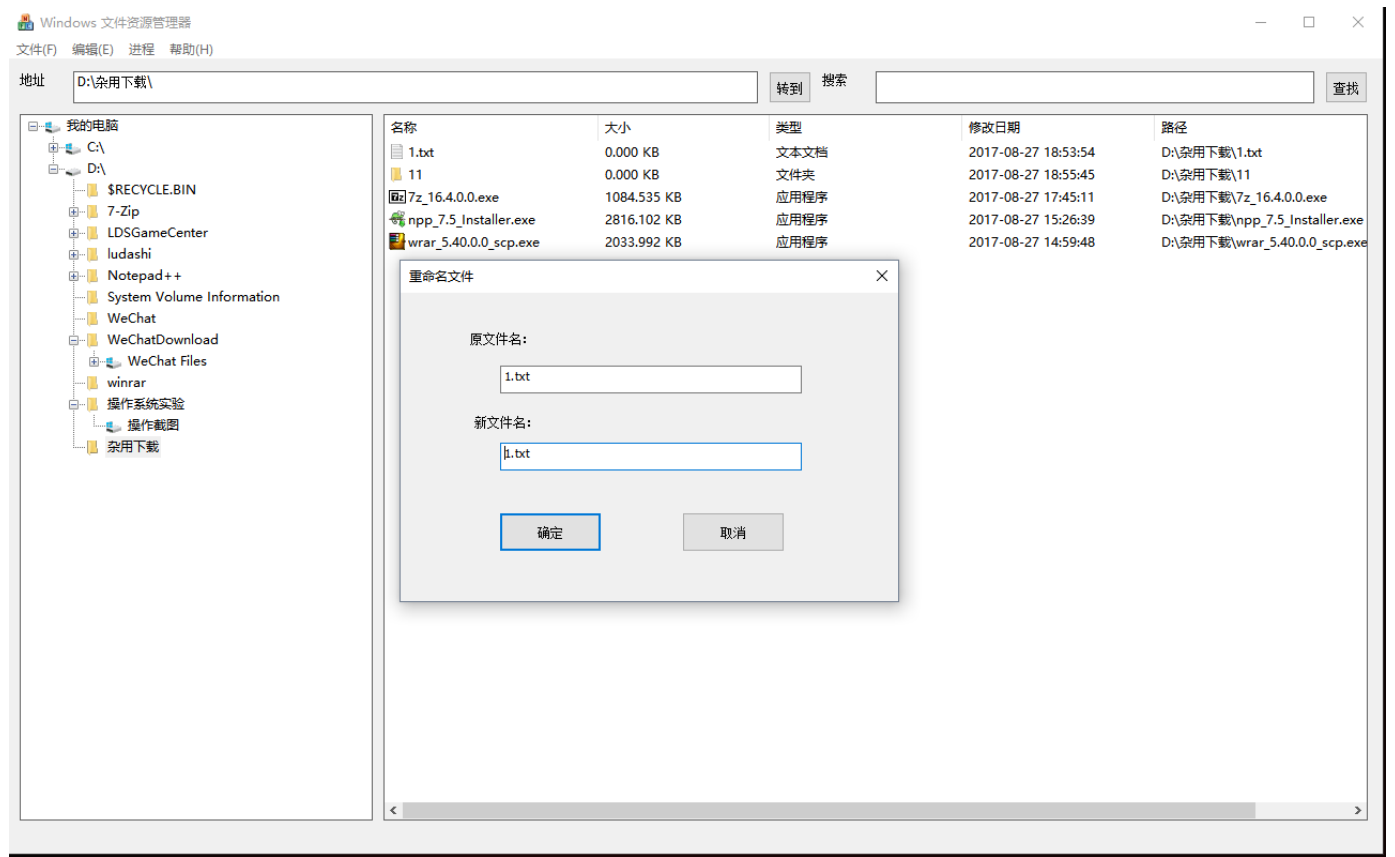 Windows 文件资源管理器
文件(F) 编辑(E) 进程 帮助(H)
地址 D:\杂用下载\ 转到 搜索 查找
我的电脑
C:\
D:\
$RECYCLE.BIN
7-Zip
LDSGameCenter
ludashi
Notepad++
System Volume Information
WeChat
WeChatDownload
WeChat Files
winrar
操作系统实验
操作截图
杂用下载
名称 大小 类型 修改日期 路径
1.txt 0.000 KB 文本文档 2017-08-27 18:53:54 D:\杂用下载\1.txt
11 0.000 KB 文件夹 2017-08-27 18:55:45 D:\杂用下载\11
7z_16.4.0.0.exe 1084.535 KB 应用程序 2017-08-27 17:45:11 D:\杂用下载\7z_16.4.0.0.exe
npp_7.5_Installer.exe 2816.102 KB 应用程序 2017-08-27 15:26:39 D:\杂用下载\npp_7.5_Installer.exe
wrar_5.40.0.0_scp.exe 2033.992 KB 应用程序 2017-08-27 14:59:48 D:\杂用下载\wrar_5.40.0.0_scp.exe
重命名文件
原文件名:
1.txt
新文件名:
1.txt
确定 取消